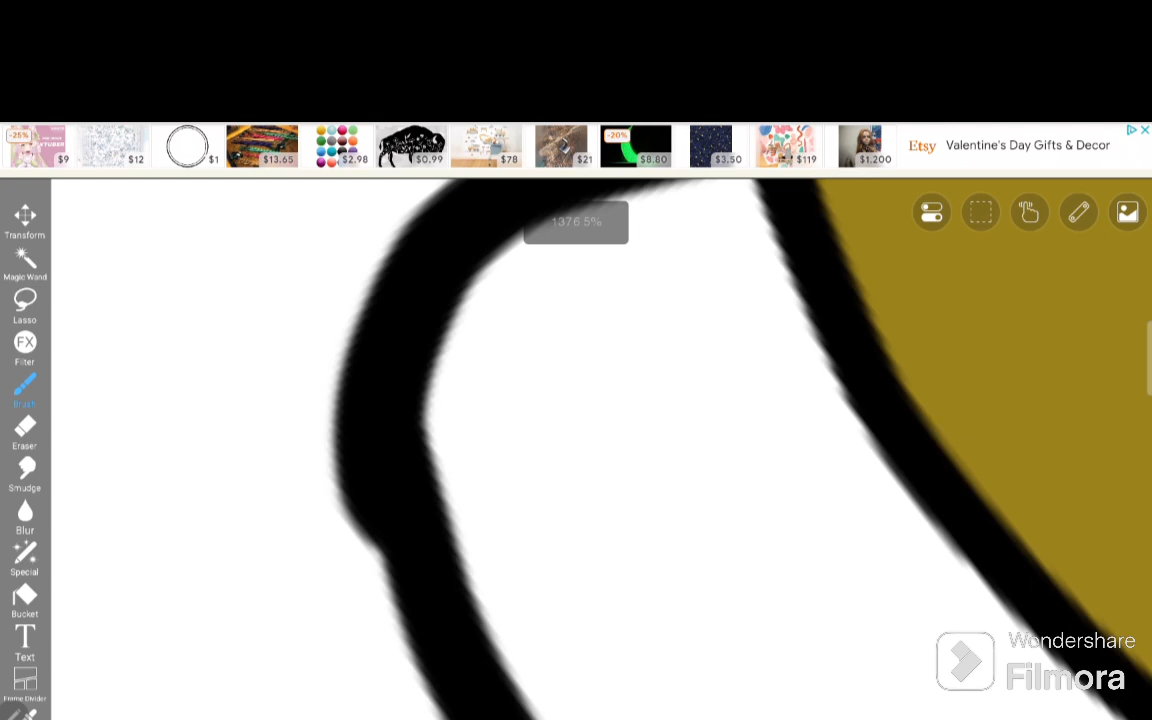 -25%
$9
$12
$1
$13.65
$2.98
$0.99
$78
$21
-20%
$8.80
$3.50
$119
$1,200
Etsy Valentine's Day Gifts & Decor
1376.5%
Transform
Magic Wand
Lasso
FX
Filter
Brush
Eraser
Smudge
Blur
Special
Bucket
T
Text
Frame Divider
Wondershare
Filmora